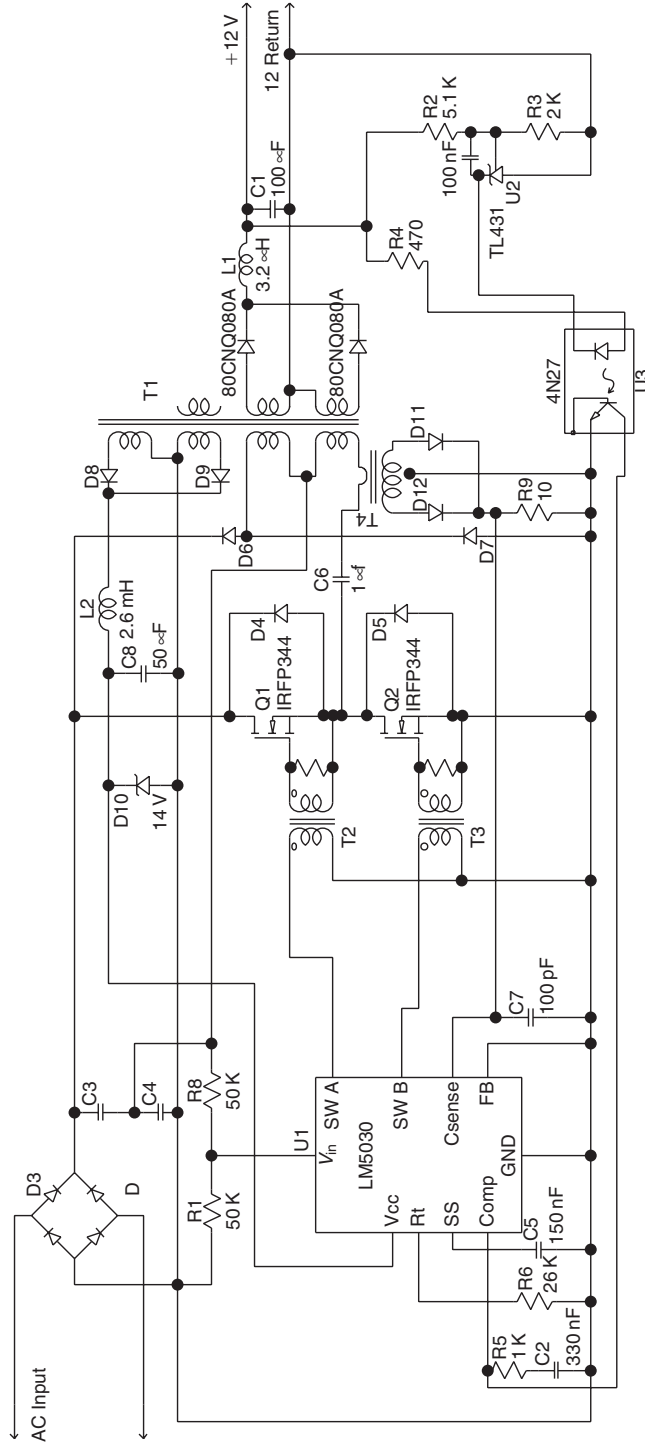 AC Input
D3
D
C3
C4
R1
50 K
R8
50 K
D10
14 V
C8
50 ∝F
L2
2.6 mH
D8
D9
T1
80CNQ080A
80CNQ080A
L1
3.2 ∝H
C1
100 ∝F
+12 V
12 Return
U1
Vin
SW A
LM5030
SW B
Vcc
Rt
SS
Comp
Csense
FB
GND
T2
T3
Q1
IRFP344
D4
Q2
IRFP344
D5
C6
1 ∝f
D6
D7
T4
D12
D11
R9
10
R4
470
100 nF
R2
5.1 K
R3
2 K
TL431
U2
4N27
U3
R5
1 K
C2
330 nF
R6
26 K
C5
150 nF
C7
100 pF